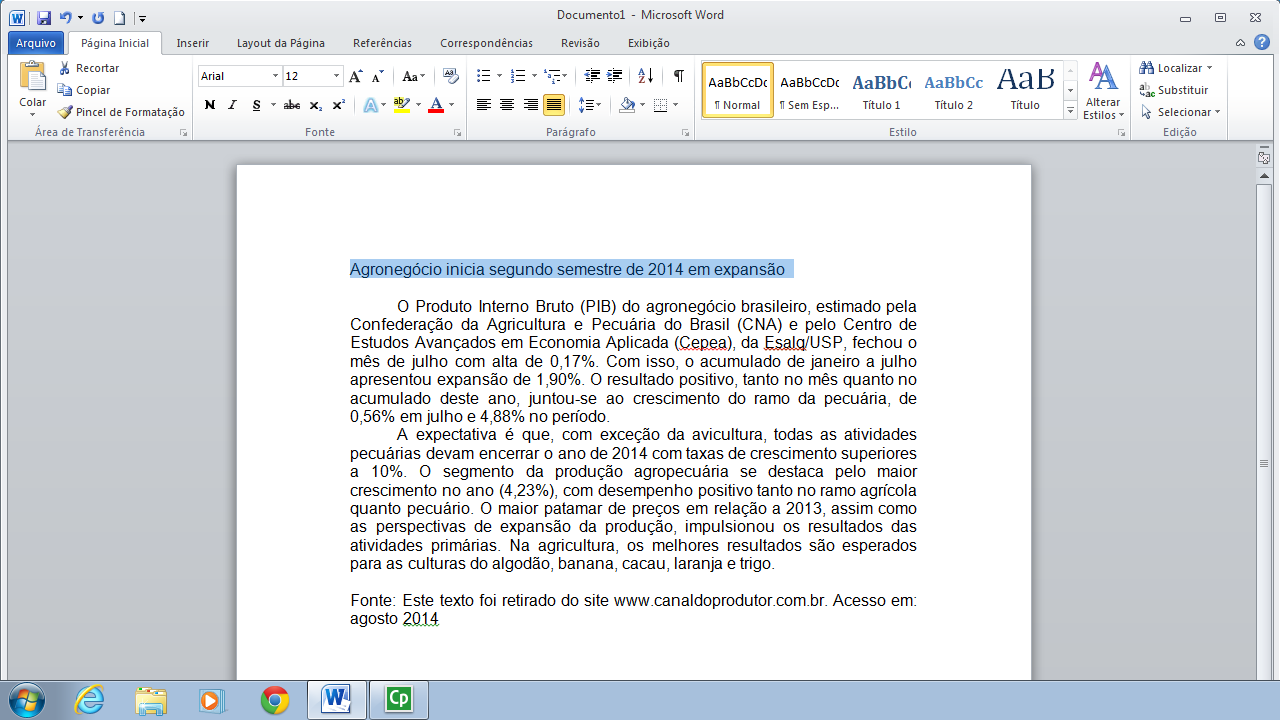 Documento1 - Microsoft Word
Arquivo Página Inicial Inserir Layout da Página Referências Correspondências Revisão Exibição
Colar
Recortar
Copiar
Pincel de Formatação
Área de Transferência
Arial 12
Aa
N I S abc x₂ x² A ab A
Fonte
Parágrafo
AaBbCcDc AaBbCcDc AaBbC AaBbCc AaB
¶ Normal ¶ Sem Esp... Título 1 Título 2 Título
Alterar Estilos
Estilo
Localizar
Substituir
Selecionar
Edição
Agronegócio inicia segundo semestre de 2014 em expansão
O Produto Interno Bruto (PIB) do agronegócio brasileiro, estimado pela
Confederação da Agricultura e Pecuária do Brasil (CNA) e pelo Centro de
Estudos Avançados em Economia Aplicada (Cepea), da Esalq/USP, fechou o
mês de julho com alta de 0,17%. Com isso, o acumulado de janeiro a julho
apresentou expansão de 1,90%. O resultado positivo, tanto no mês quanto no
acumulado deste ano, juntou-se ao crescimento do ramo da pecuária, de
0,56% em julho e 4,88% no período.
A expectativa é que, com exceção da avicultura, todas as atividades
pecuárias devam encerrar o ano de 2014 com taxas de crescimento superiores
a 10%. O segmento da produção agropecuária se destaca pelo maior
crescimento no ano (4,23%), com desempenho positivo tanto no ramo agrícola
quanto pecuário. O maior patamar de preços em relação a 2013, assim como
as perspectivas de expansão da produção, impulsionou os resultados das
atividades primárias. Na agricultura, os melhores resultados são esperados
para as culturas do algodão, banana, cacau, laranja e trigo.
Fonte: Este texto foi retirado do site www.canaldoprodutor.com.br. Acesso em:
agosto 2014
Cp